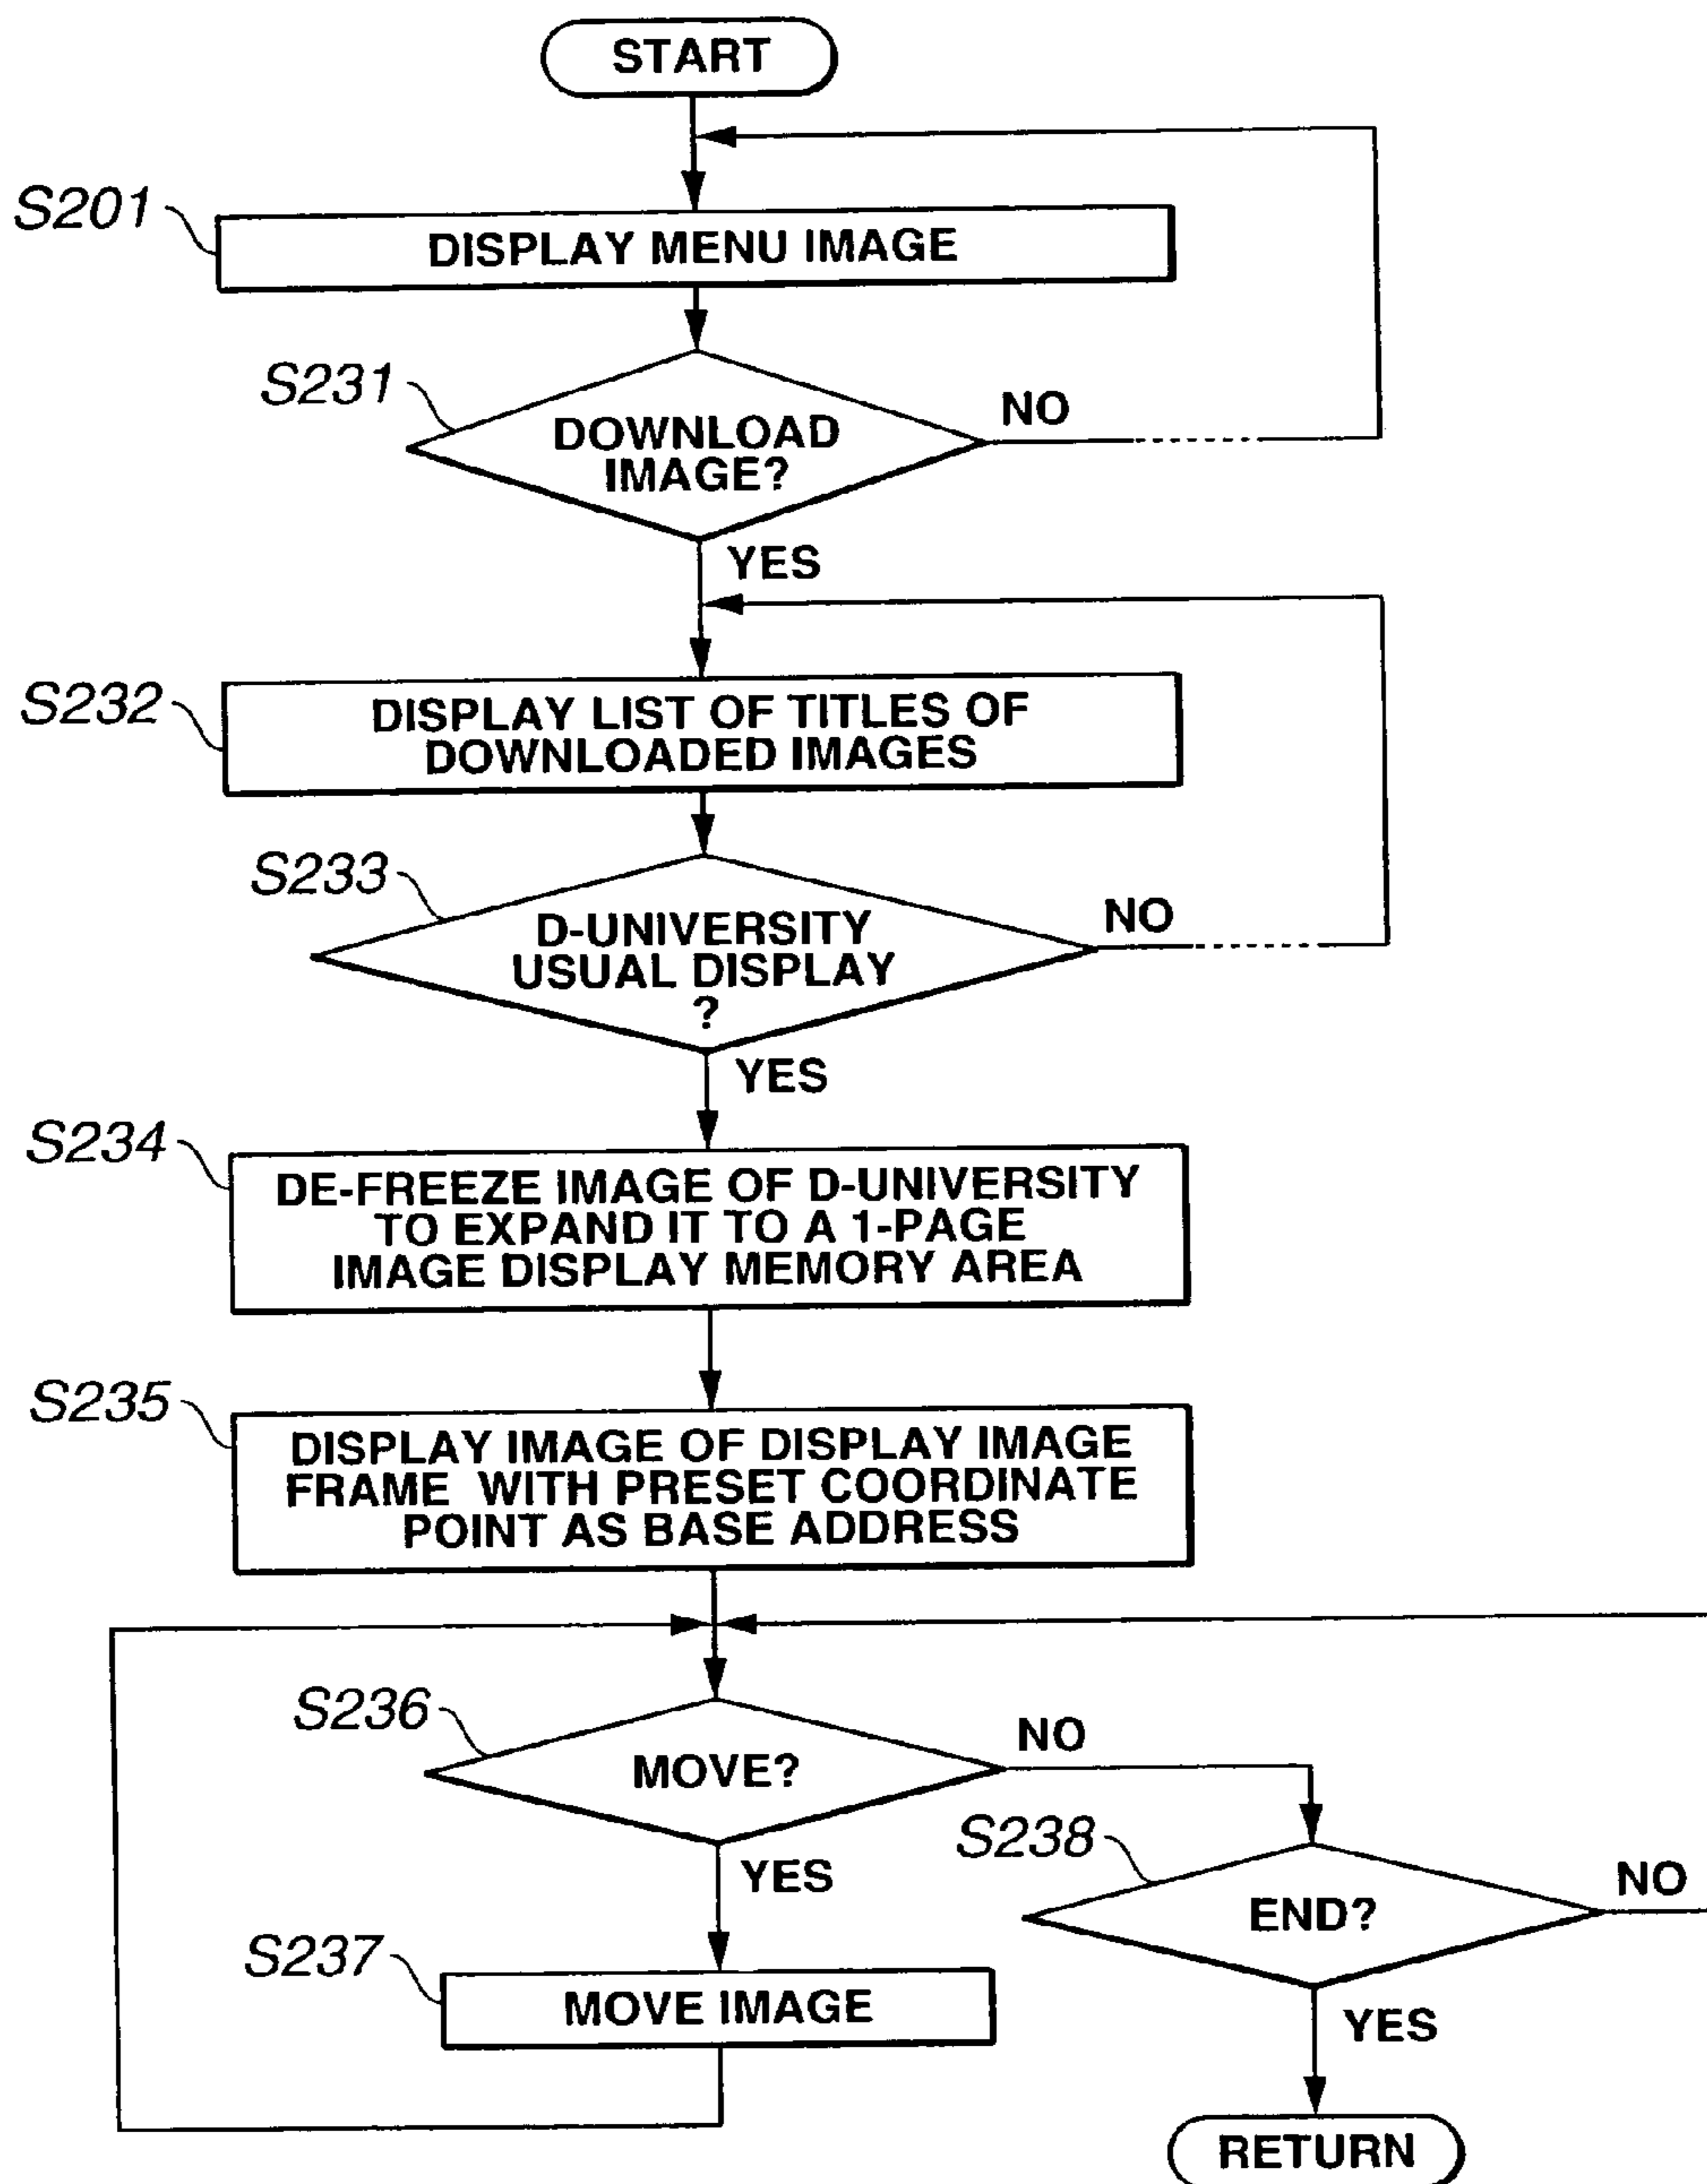 START
S201
DISPLAY MENU IMAGE
S231
DOWNLOAD
IMAGE?
NO
YES
S232
DISPLAY LIST OF TITLES OF
DOWNLOADED IMAGES
S233
D-UNIVERSITY
USUAL DISPLAY
?
NO
YES
S234
DE-FREEZE IMAGE OF D-UNIVERSITY
TO EXPAND IT TO A 1-PAGE
IMAGE DISPLAY MEMORY AREA
S235
DISPLAY IMAGE OF DISPLAY IMAGE
FRAME WITH PRESET COORDINATE
POINT AS BASE ADDRESS
S236
MOVE?
NO
YES
S238
END?
NO
S237
MOVE IMAGE
YES
RETURN